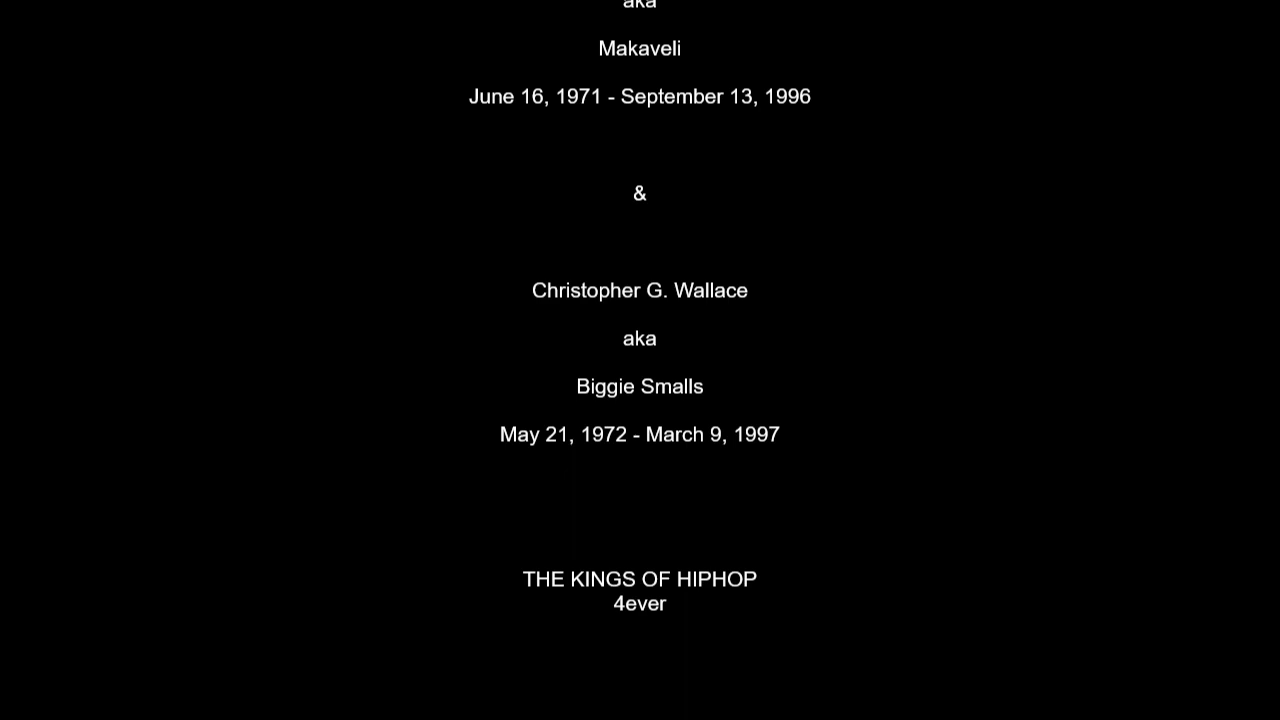 aka
Makaveli
June 16, 1971 - September 13, 1996
&
Christopher G. Wallace
aka
Biggie Smalls
May 21, 1972 - March 9, 1997
THE KINGS OF HIPHOP
4ever